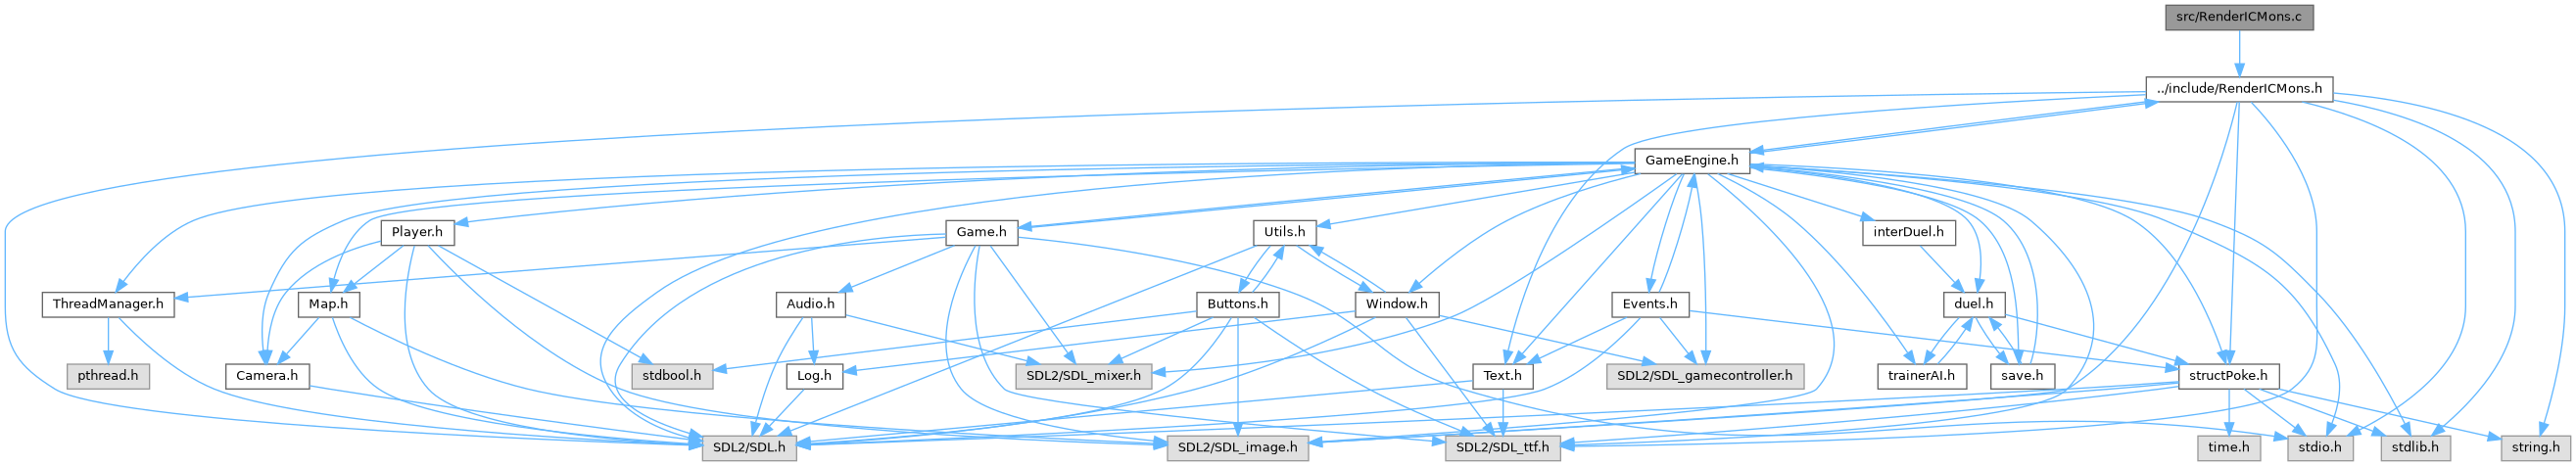 src/RenderICMons.c
../include/RenderICMons.h
GameEngine.h
Player.h
Game.h
Utils.h
interDuel.h
ThreadManager.h
Map.h
Audio.h
Buttons.h
Window.h
Events.h
duel.h
pthread.h
Camera.h
stdbool.h
Log.h
SDL2/SDL_mixer.h
Text.h
SDL2/SDL_gamecontroller.h
trainerAI.h
save.h
structPoke.h
SDL2/SDL.h
SDL2/SDL_image.h
SDL2/SDL_ttf.h
time.h
stdio.h
stdlib.h
string.h